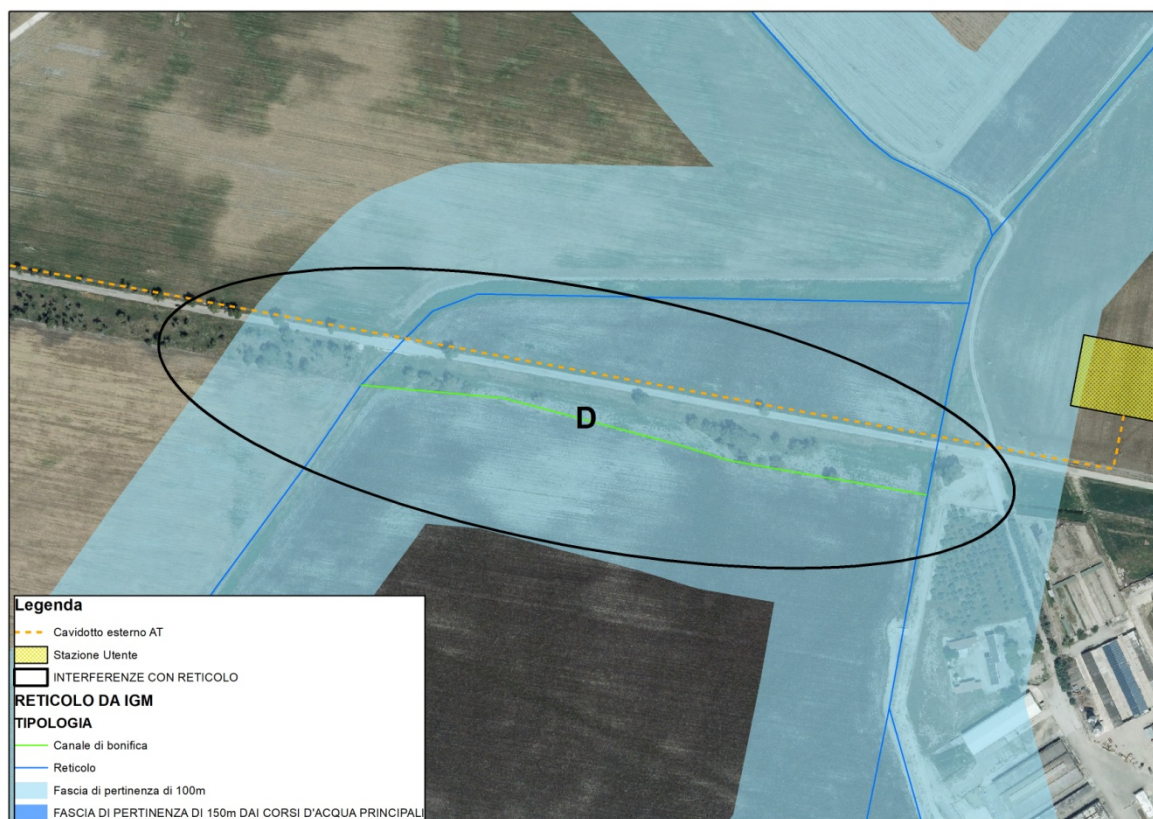 D
Legenda
Cavidotto esterno AT
Stazione Utente
INTERFERENZE CON RETICOLO
RETICOLO DA IGM
TIPOLOGIA
Canale di bonifica
Reticolo
Fascia di pertinenza di 100m
FASCIA DI PERTINENZA DI 150m DAI CORSI D'ACQUA PRINCIPALI